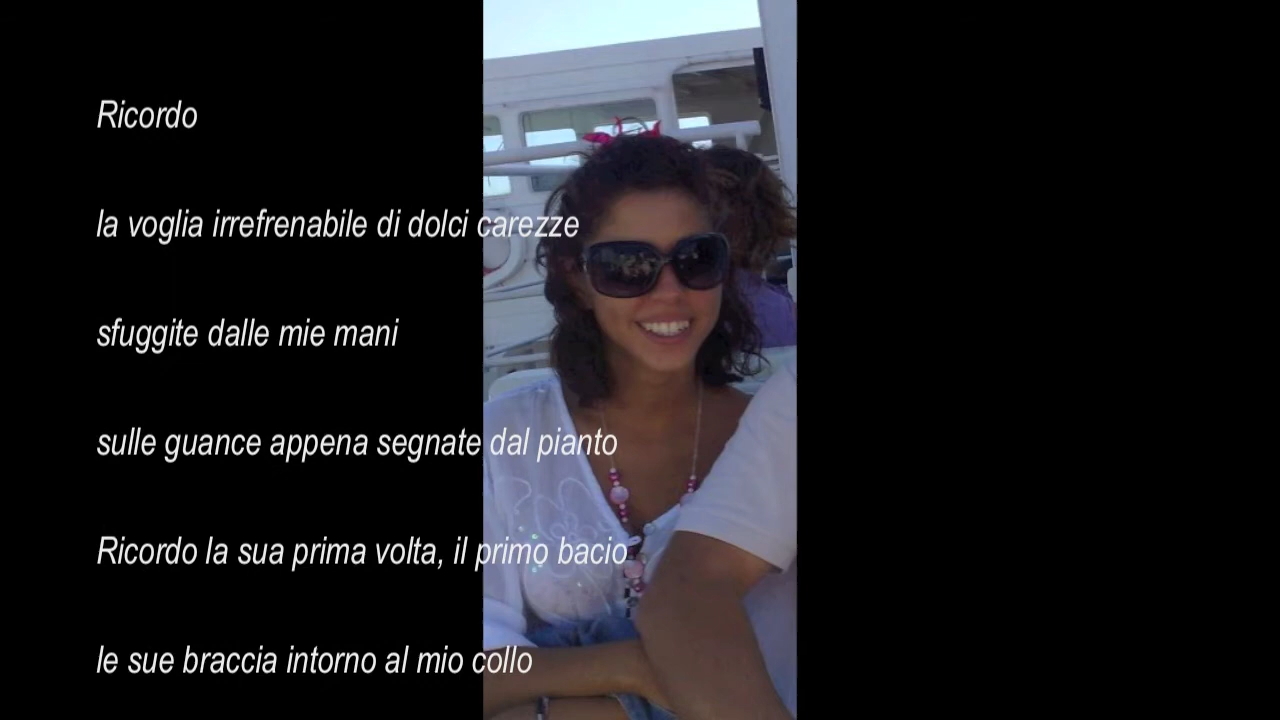 Ricordo
la voglia irrefrenabile di dolci carezze
sfuggite dalle mie mani
sulle guance appena segnate dal pianto
Ricordo la sua prima volta, il primo bacio
le sue braccia intorno al mio collo